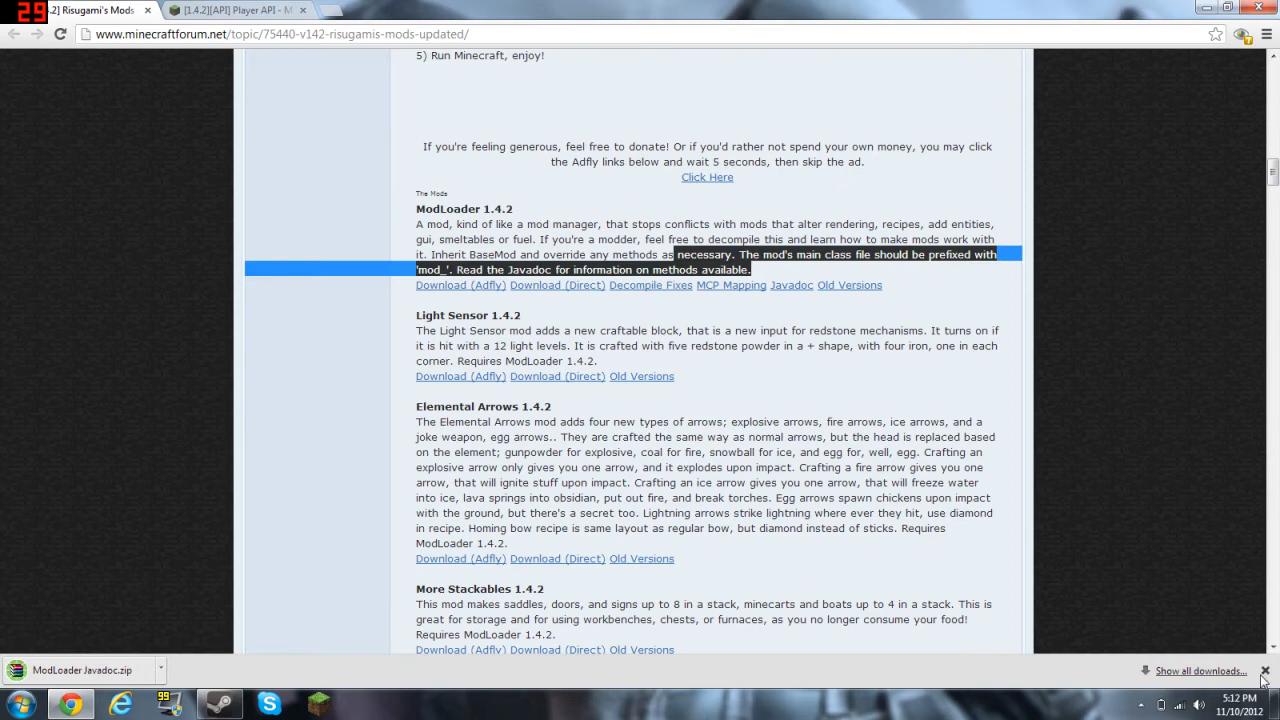 29
.2] Risugami's Mods
[1.4.2][API] Player API - M
www.minecraftforum.net/topic/75440-v142-risugamis-mods-updated/
5) Run Minecraft, enjoy!
If you're feeling generous, feel free to donate! Or if you'd rather not spend your own money, you may click
the Adfly links below and wait 5 seconds, then skip the ad.
Click Here
The Mods
ModLoader 1.4.2
A mod, kind of like a mod manager, that stops conflicts with mods that alter rendering, recipes, add entities,
gui, smeltables or fuel. If you're a modder, feel free to decompile this and learn how to make mods work with
it. Inherit BaseMod and override any methods as necessary. The mod's main class file should be prefixed with
'mod_'. Read the Javadoc for information on methods available.
Download (Adfly) Download (Direct) Decompile Fixes MCP Mapping Javadoc Old Versions
Light Sensor 1.4.2
The Light Sensor mod adds a new craftable block, that is a new input for redstone mechanisms. It turns on if
it is hit with a 12 light levels. It is crafted with five redstone powder in a + shape, with four iron, one in each
corner. Requires ModLoader 1.4.2.
Download (Adfly) Download (Direct) Old Versions
Elemental Arrows 1.4.2
The Elemental Arrows mod adds four new types of arrows; explosive arrows, fire arrows, ice arrows, and a
joke weapon, egg arrows.. They are crafted the same way as normal arrows, but the head is replaced based
on the element; gunpowder for explosive, coal for fire, snowball for ice, and egg for, well, egg. Crafting an
explosive arrow only gives you one arrow, and it explodes upon impact. Crafting a fire arrow gives you one
arrow, that will ignite stuff upon impact. Crafting an ice arrow gives you one arrow, that will freeze water
into ice, lava springs into obsidian, put out fire, and break torches. Egg arrows spawn chickens upon impact
with the ground, but there's a secret too. Lightning arrows strike lightning where ever they hit, use diamond
in recipe. Homing bow recipe is same layout as regular bow, but diamond instead of sticks. Requires
ModLoader 1.4.2.
Download (Adfly) Download (Direct) Old Versions
More Stackables 1.4.2
This mod makes saddles, doors, and signs up to 8 in a stack, minecarts and boats up to 4 in a stack. This is
great for storage and for using workbenches, chests, or furnaces, as you no longer consume your food!
Requires ModLoader 1.4.2.
Download (Adfly) Download (Direct) Old Versions
ModLoader Javadoc.zip
Show all downloads...
99
5:12 PM
11/10/2012